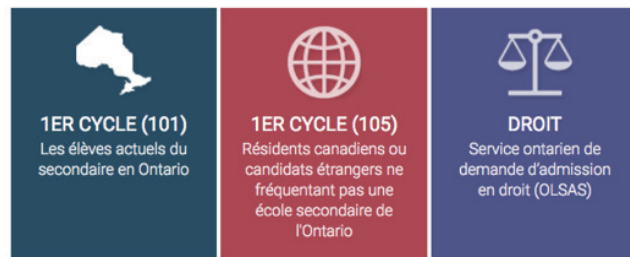 1ER CYCLE (101)
Les élèves actuels du
secondaire en Ontario
1ER CYCLE (105)
Résidents canadiens ou
candidats étrangers ne
fréquentant pas une
école secondaire de
l'Ontario
DROIT
Service ontarien de
demande d'admission
en droit (OLSAS)